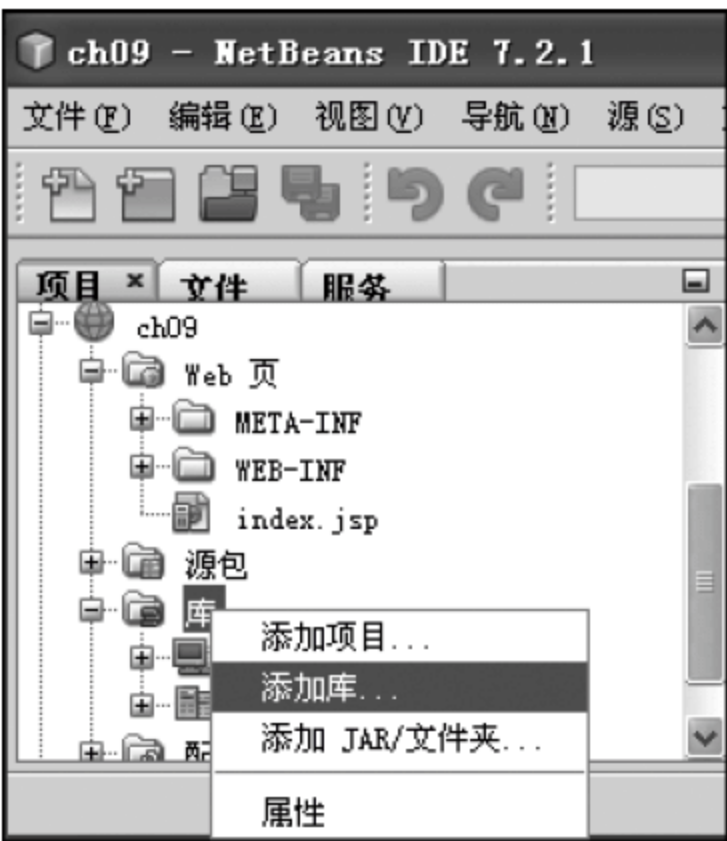 ch09 - NetBeans IDE 7.2.1
文件(F) 编辑(E) 视图(V) 导航(N) 源(S)
项目 × 文件 服务
ch09
Web 页
META-INF
WEB-INF
index.jsp
源包
库
添加项目...
添加库...
添加 JAR/文件夹...
配
属性